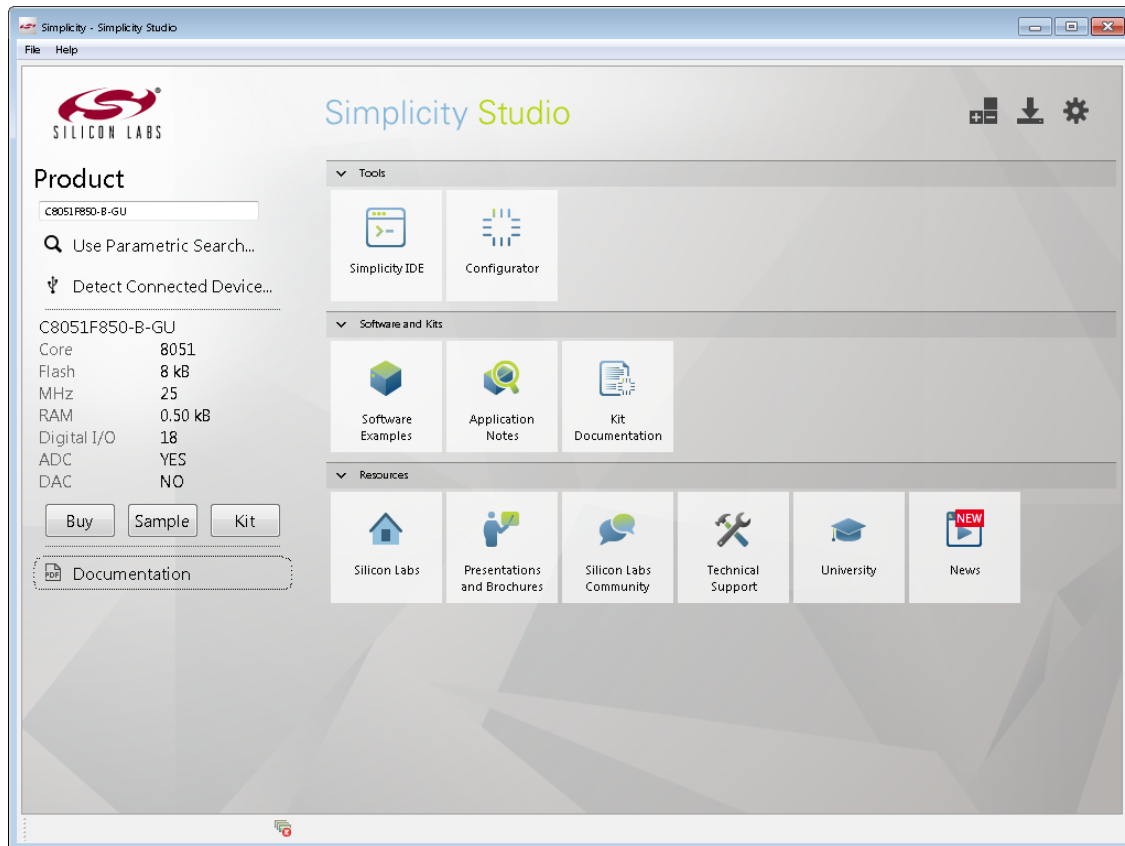 Simplicity - Simplicity Studio
File Help
SILICON LABS
®
Simplicity Studio
Product
C8051F850-B-GU
Use Parametric Search...
Detect Connected Device...
C8051F850-B-GU
Core 8051
Flash 8 kB
MHz 25
RAM 0.50 kB
Digital I/O 18
ADC YES
DAC NO
Buy Sample Kit
PDF Documentation
Tools
Simplicity IDE
Configurator
Software and Kits
Software
Examples
Application
Notes
Kit
Documentation
Resources
Silicon Labs
Presentations
and Brochures
Silicon Labs
Community
Technical
Support
University
NEW
News